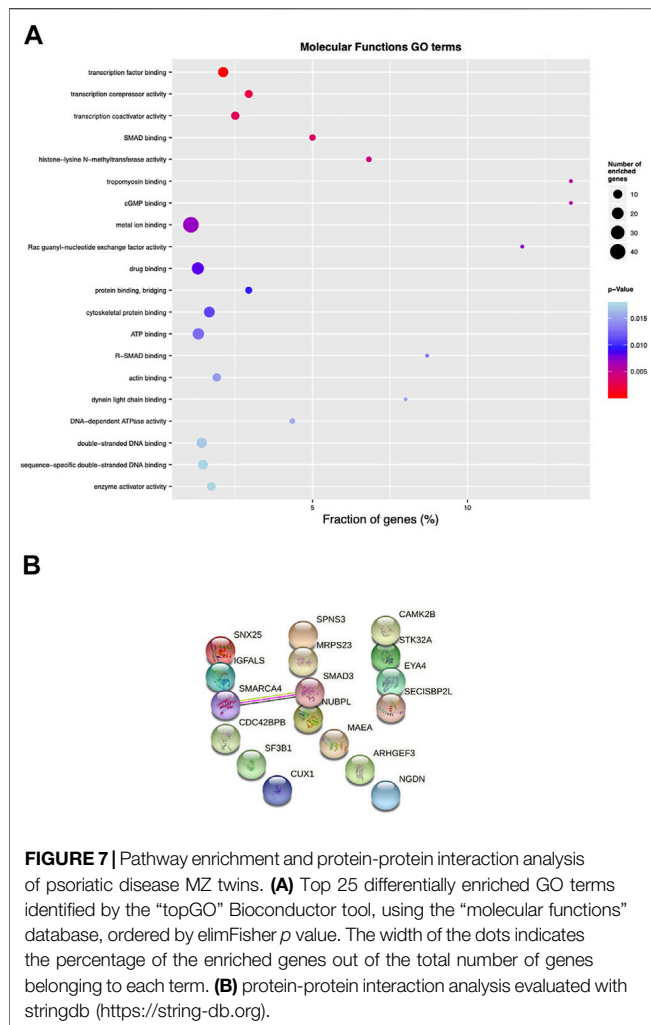 A
Molecular Functions GO terms
transcription factor binding
transcription corepressor activity
transcription coactivator activity
SMAD binding
histone-lysine N-methyltransferase activity
tropomyosin binding
cGMP binding
metal ion binding
Rac guanyl-nucleotide exchange factor activity
drug binding
protein binding, bridging
cytoskeletal protein binding
ATP binding
R-SMAD binding
actin binding
dynein light chain binding
DNA-dependent ATPase activity
double-stranded DNA binding
sequence-specific double-stranded DNA binding
enzyme activator activity
5
10
Fraction of genes (%)
Number of
enriched
genes
10
20
30
40
p-Value
0.015
0.010
0.005
B
SNX25
IGFALS
SMARCA4
CDC42BPB
SF3B1
CUX1
SPNS3
MRPS23
SMAD3
NUBPL
MAEA
ARHGEF3
NGDN
CAMK2B
STK32A
EYA4
SECISBP2L
FIGURE 7 | Pathway enrichment and protein-protein interaction analysis
of psoriatic disease MZ twins. (A) Top 25 differentially enriched GO terms
identified by the “topGO” Bioconductor tool, using the “molecular functions”
database, ordered by elimFisher p value. The width of the dots indicates
the percentage of the enriched genes out of the total number of genes
belonging to each term. (B) protein-protein interaction analysis evaluated with
stringdb (https://string-db.org).